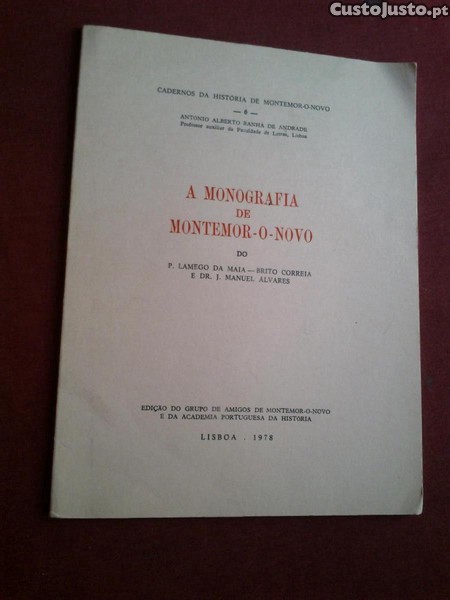 CustoJusto.pt
CADERNOS DA HISTÓRIA DE MONTEMOR-O-NOVO
— 6 —
ANTÓNIO ALBERTO BANHA DE ANDRADE
Professor auxiliar da Faculdade de Letras, Lisboa
A MONOGRAFIA
DE
MONTEMOR-O-NOVO
DO
P. LAMEGO DA MAIA — BRITO CORREIA
E DR. J. MANUEL ÁLVARES
EDIÇÃO DO GRUPO DE AMIGOS DE MONTEMOR-O-NOVO
E DA ACADEMIA PORTUGUESA DA HISTÓRIA
LISBOA . 1978